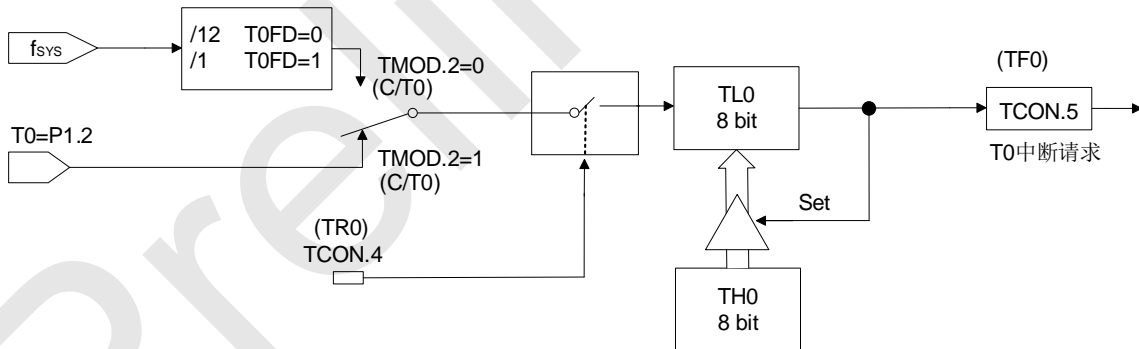 fSYS
/12 T0FD=0
/1 T0FD=1
TMOD.2=0
(C/T0)
T0=P1.2
TMOD.2=1
(C/T0)
(TR0)
TCON.4
TL0
8 bit
(TF0)
TCON.5
T0中断请求
Set
TH0
8 bit